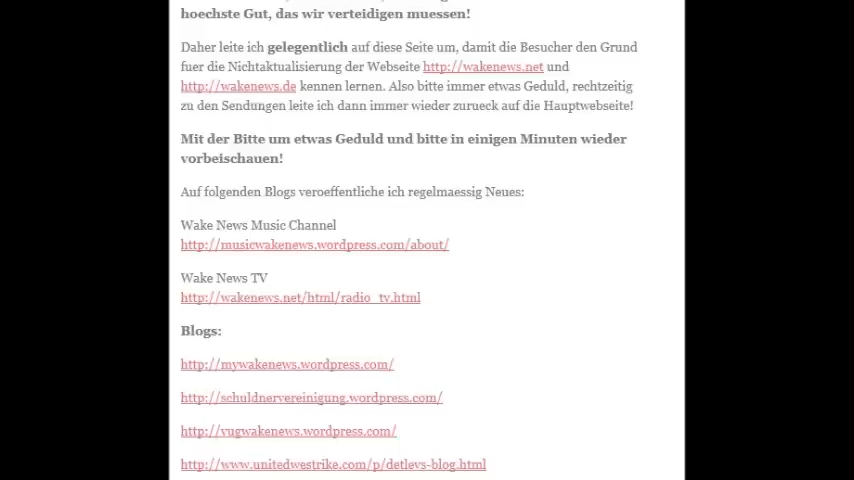 hoechste Gut, das wir verteidigen muessen!
Daher leite ich gelegentlich auf diese Seite um, damit die Besucher den Grund
fuer die Nichtaktualisierung der Webseite http://wakenews.net und
http://wakenews.de kennen lernen. Also bitte immer etwas Geduld, rechtzeitig
zu den Sendungen leite ich dann immer wieder zurueck auf die Hauptwebseite!
Mit der Bitte um etwas Geduld und bitte in einigen Minuten wieder
vorbeischauen!
Auf folgenden Blogs veroeffentliche ich regelmaessig Neues:
Wake News Music Channel
http://musicwakenews.wordpress.com/about/
Wake News TV
http://wakenews.net/html/radio_tv.html
Blogs:
http://mywakenews.wordpress.com/
http://schuldnervereinigung.wordpress.com/
http://vugwakenews.wordpress.com/
http://www.unitedwestrike.com/p/detlevs-blog.html